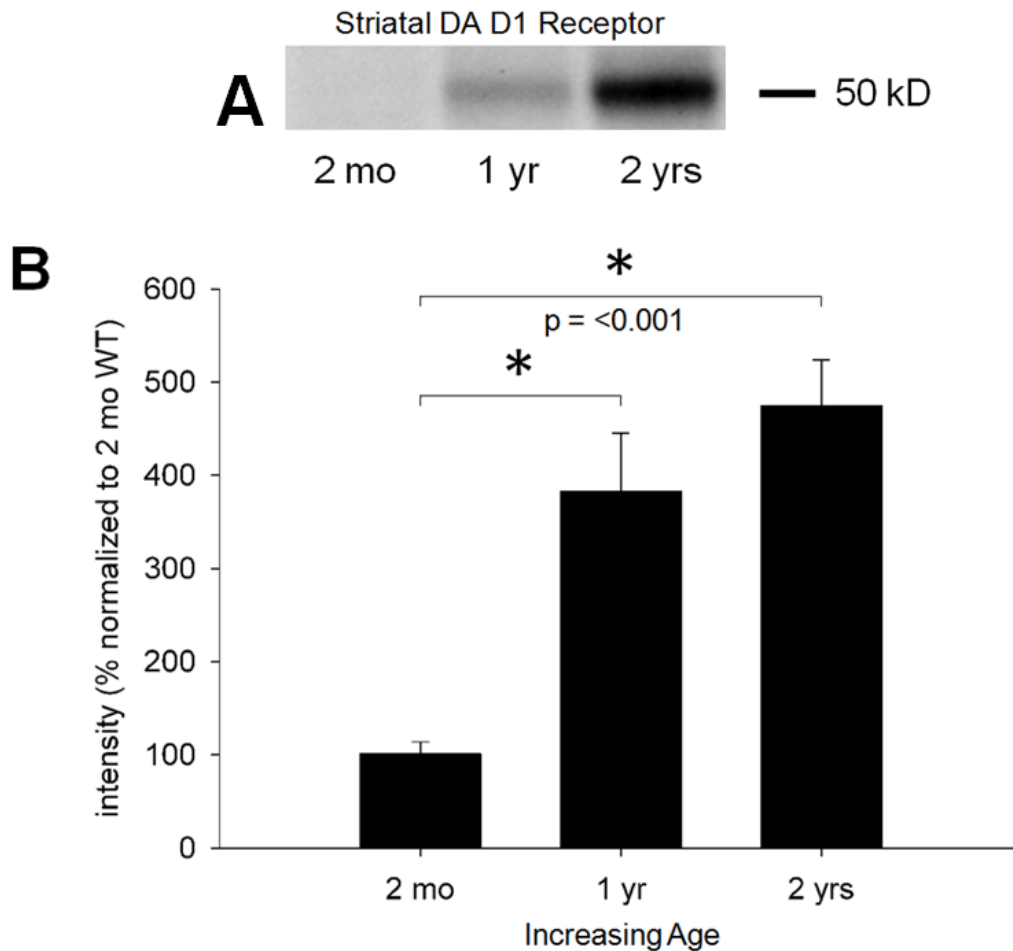 Striatal DA D1 Receptor
A
50 kD
2 mo 1 yr 2 yrs
B
*
p = <0.001
*
600
500
400
300
200
100
0
intensity (% normalized to 2 mo WT)
2 mo 1 yr 2 yrs
Increasing Age